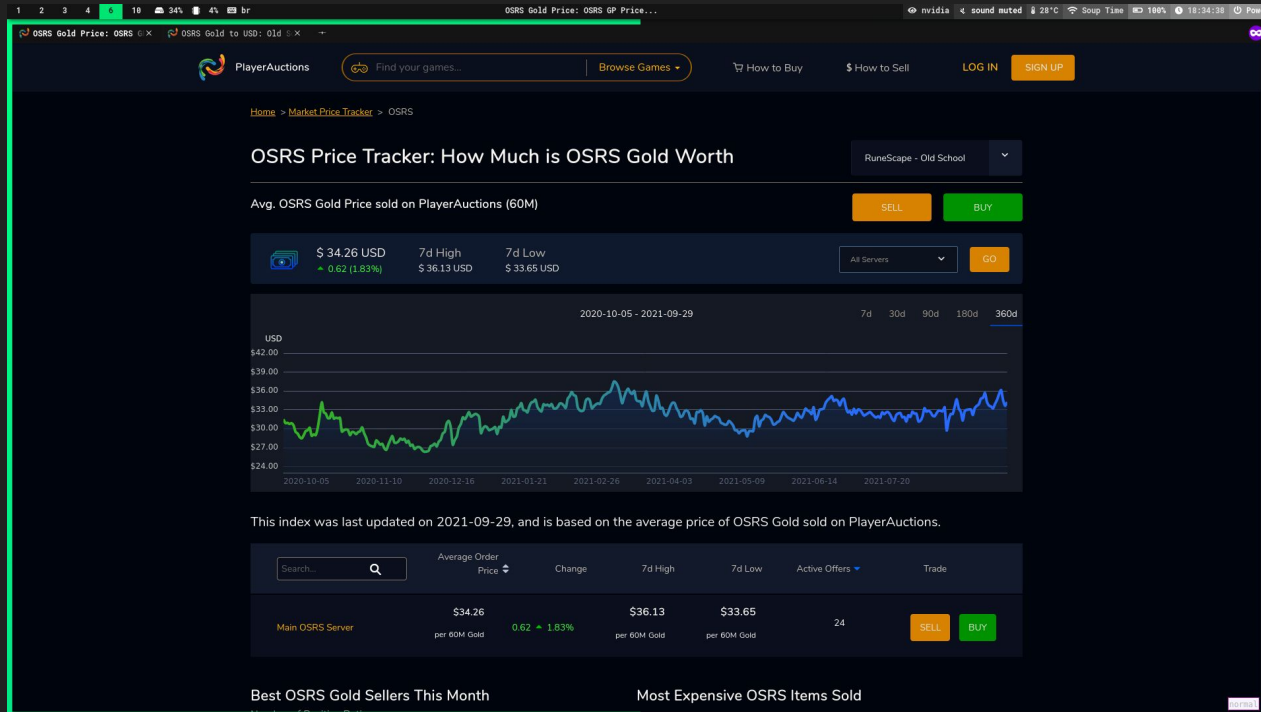 1 2 3 4 6 10 34% 4% br OSRS Gold Price: OSRS GP Price... nvidia sound muted 28°C Soup Time 100% 18:34:38 Pow
OSRS Gold Price: OSRS G × OSRS Gold to USD: Old S × +
PlayerAuctions Find your games... Browse Games How to Buy $ How to Sell LOG IN SIGN UP
Home > Market Price Tracker > OSRS
OSRS Price Tracker: How Much is OSRS Gold Worth RuneScape - Old School
Avg. OSRS Gold Price sold on PlayerAuctions (60M) SELL BUY
$ 34.26 USD 7d High 7d Low
0.62 (1.83%) $ 36.13 USD $ 33.65 USD
All Servers GO
2020-10-05 - 2021-09-29 7d 30d 90d 180d 360d
USD
$42.00
$39.00
$36.00
$33.00
$30.00
$27.00
$24.00
2020-10-05 2020-11-10 2020-12-16 2021-01-21 2021-02-26 2021-04-03 2021-05-09 2021-06-14 2021-07-20
This index was last updated on 2021-09-29, and is based on the average price of OSRS Gold sold on PlayerAuctions.
Search... Average Order
Price Change 7d High 7d Low Active Offers Trade
$34.26 $36.13 $33.65
Main OSRS Server 0.62 1.83% 24 SELL BUY
per 60M Gold per 60M Gold per 60M Gold
Best OSRS Gold Sellers This Month Most Expensive OSRS Items Sold
normal